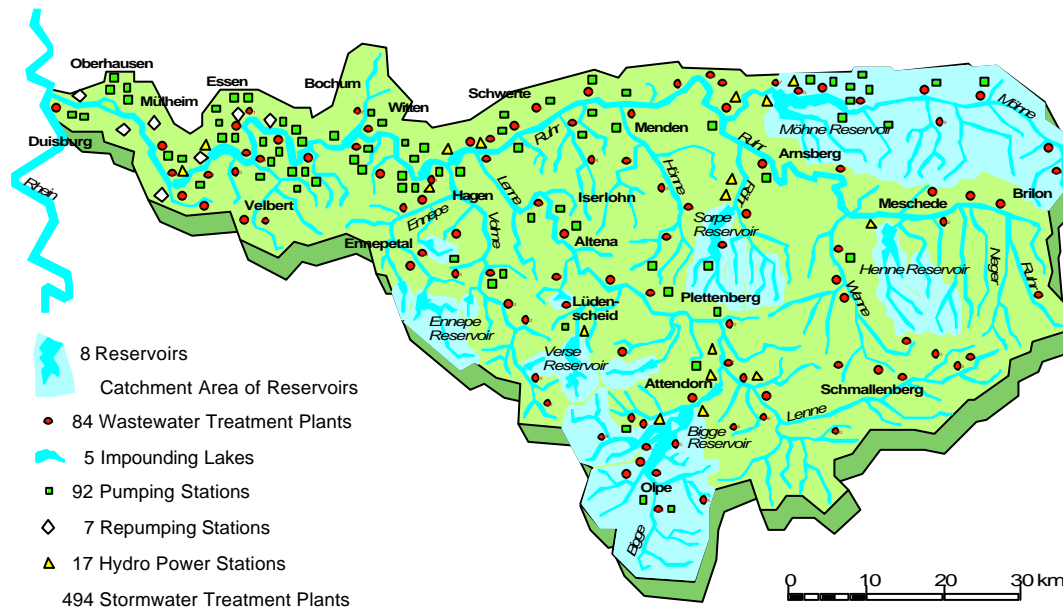 Oberhausen
Essen
Bochum
Mülheim
Witten
Schwerte
Duisburg
Rhein
Ruhr
Menden
Möhne Reservoir
Möhne
Ruhr
Arnsberg
Velbert
Hagen
Lenne
Iserlohn
Hönne
Röhr
Sorpe
Reservoir
Meschede
Brilon
Ennepe
Volme
Ennepetal
Altena
Henne Reservoir
Neger
Ruhr
Wenne
Ennepe
Reservoir
Lüden-
scheid
Plettenberg
Verse
Reservoir
Attendorn
Schmallenberg
Lenne
Bigge
Reservoir
Olpe
Bigge
8 Reservoirs
Catchment Area of Reservoirs
84 Wastewater Treatment Plants
5 Impounding Lakes
92 Pumping Stations
7 Repumping Stations
17 Hydro Power Stations
494 Stormwater Treatment Plants
0 10 20 30 km